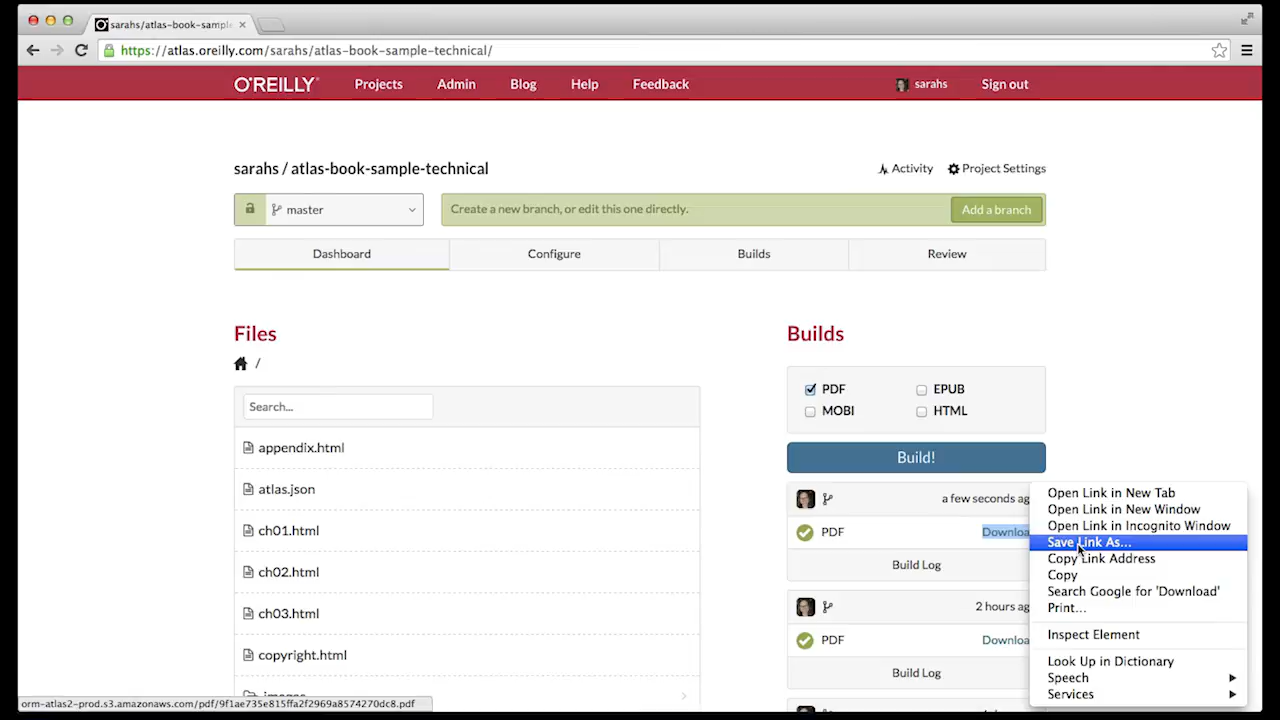 sarahs/atlas-book-sampl
https://atlas.oreilly.com/sarahs/atlas-book-sample-technical/
O'REILLY Projects Admin Blog Help Feedback sarahs Sign out
sarahs / atlas-book-sample-technical Activity Project Settings
master Create a new branch, or edit this one directly. Add a branch
Dashboard Configure Builds Review
Files Builds
/
PDF EPUB
Search...
MOBI HTML
appendix.html
Build!
atlas.json
a few seconds ag
ch01.html
PDF Downloa
Build Log
ch02.html
ch03.html
2 hours ag
PDF Downloa
copyright.html
Build Log
images
Open Link in New Tab
Open Link in New Window
Open Link in Incognito Window
Save Link As...
Copy Link Address
Copy
Search Google for 'Download'
Print...
Inspect Element
Look Up in Dictionary
Speech
Services
orm-atlas2-prod.s3.amazonaws.com/pdf/9f1ae735e815ffa2f2969a8574270dc8.pdf